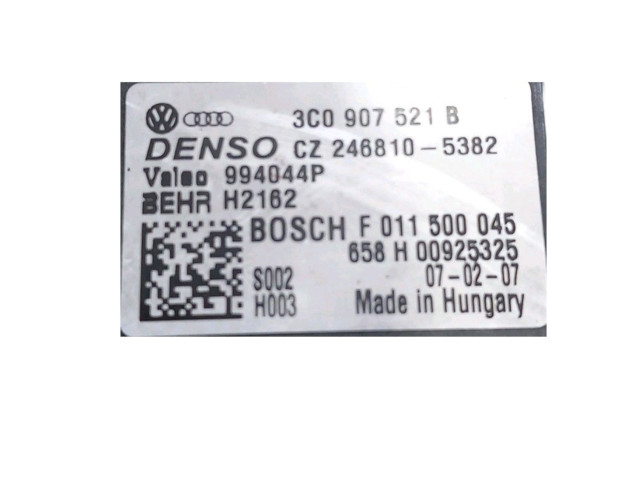 3C0 907 521 B
DENSO CZ 246810-5382
Valeo 994044P
BEHR H2162
BOSCH F 011 500 045
658 H 00925325
S002 07-02-07
H003 Made in Hungary